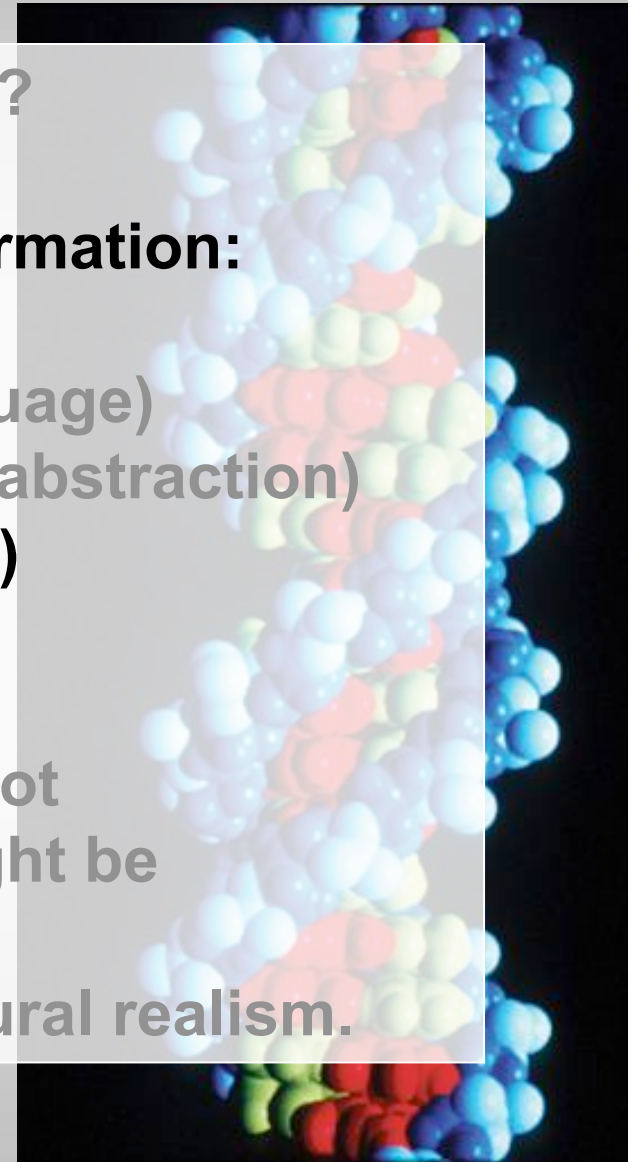 ?
rmation:
uage)
abstraction)
)
ot
ght be
ural realism.